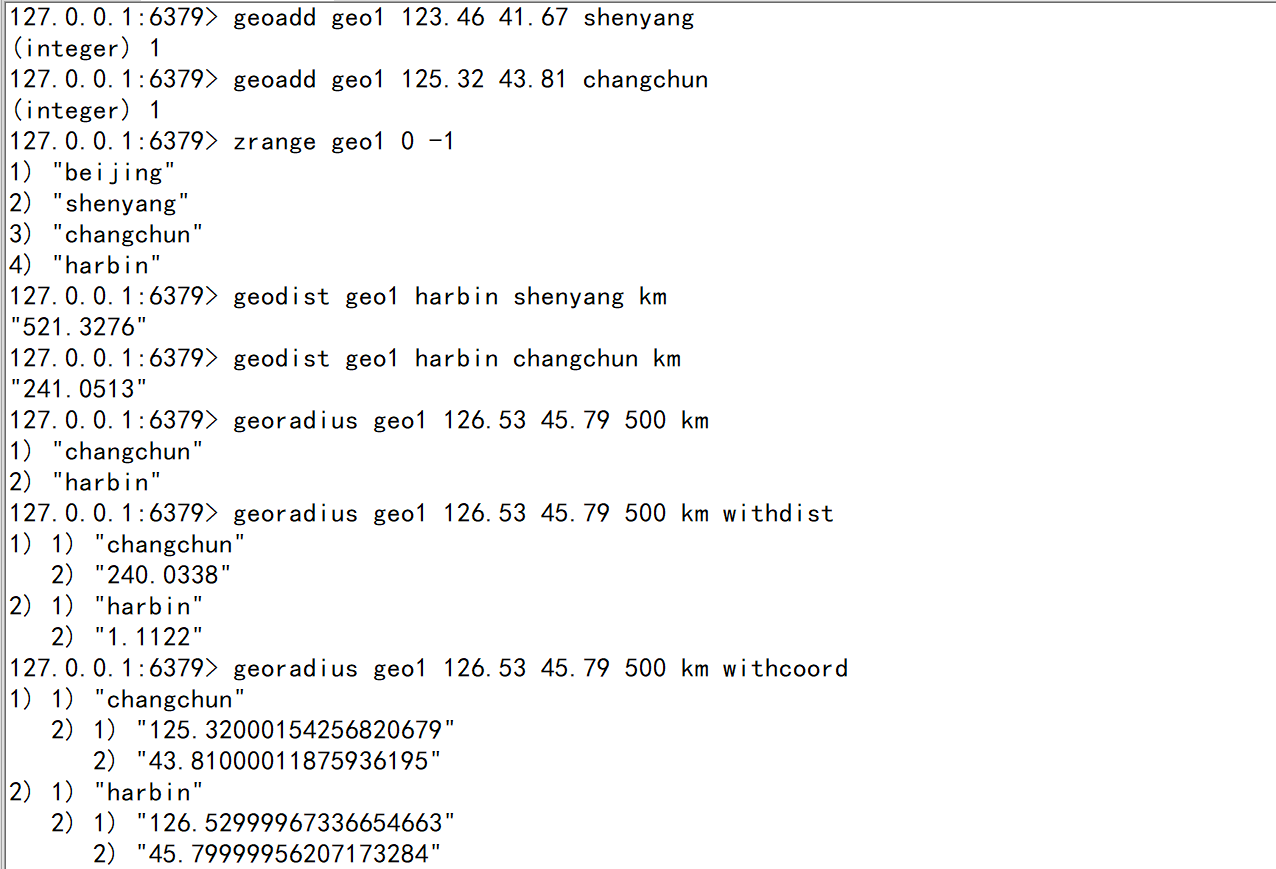 127.0.0.1:6379> geoadd geo1 123.46 41.67 shenyang
(integer) 1
127.0.0.1:6379> geoadd geo1 125.32 43.81 changchun
(integer) 1
127.0.0.1:6379> zrange geo1 0 -1
1) "beijing"
2) "shenyang"
3) "changchun"
4) "harbin"
127.0.0.1:6379> geodist geo1 harbin shenyang km
"521.3276"
127.0.0.1:6379> geodist geo1 harbin changchun km
"241.0513"
127.0.0.1:6379> georadius geo1 126.53 45.79 500 km
1) "changchun"
2) "harbin"
127.0.0.1:6379> georadius geo1 126.53 45.79 500 km withdist
1) 1) "changchun"
   2) "240.0338"
2) 1) "harbin"
   2) "1.1122"
127.0.0.1:6379> georadius geo1 126.53 45.79 500 km withcoord
1) 1) "changchun"
   2) 1) "125.32000154256820679"
      2) "43.81000011875936195"
2) 1) "harbin"
   2) 1) "126.52999967336654663"
      2) "45.79999956207173284"